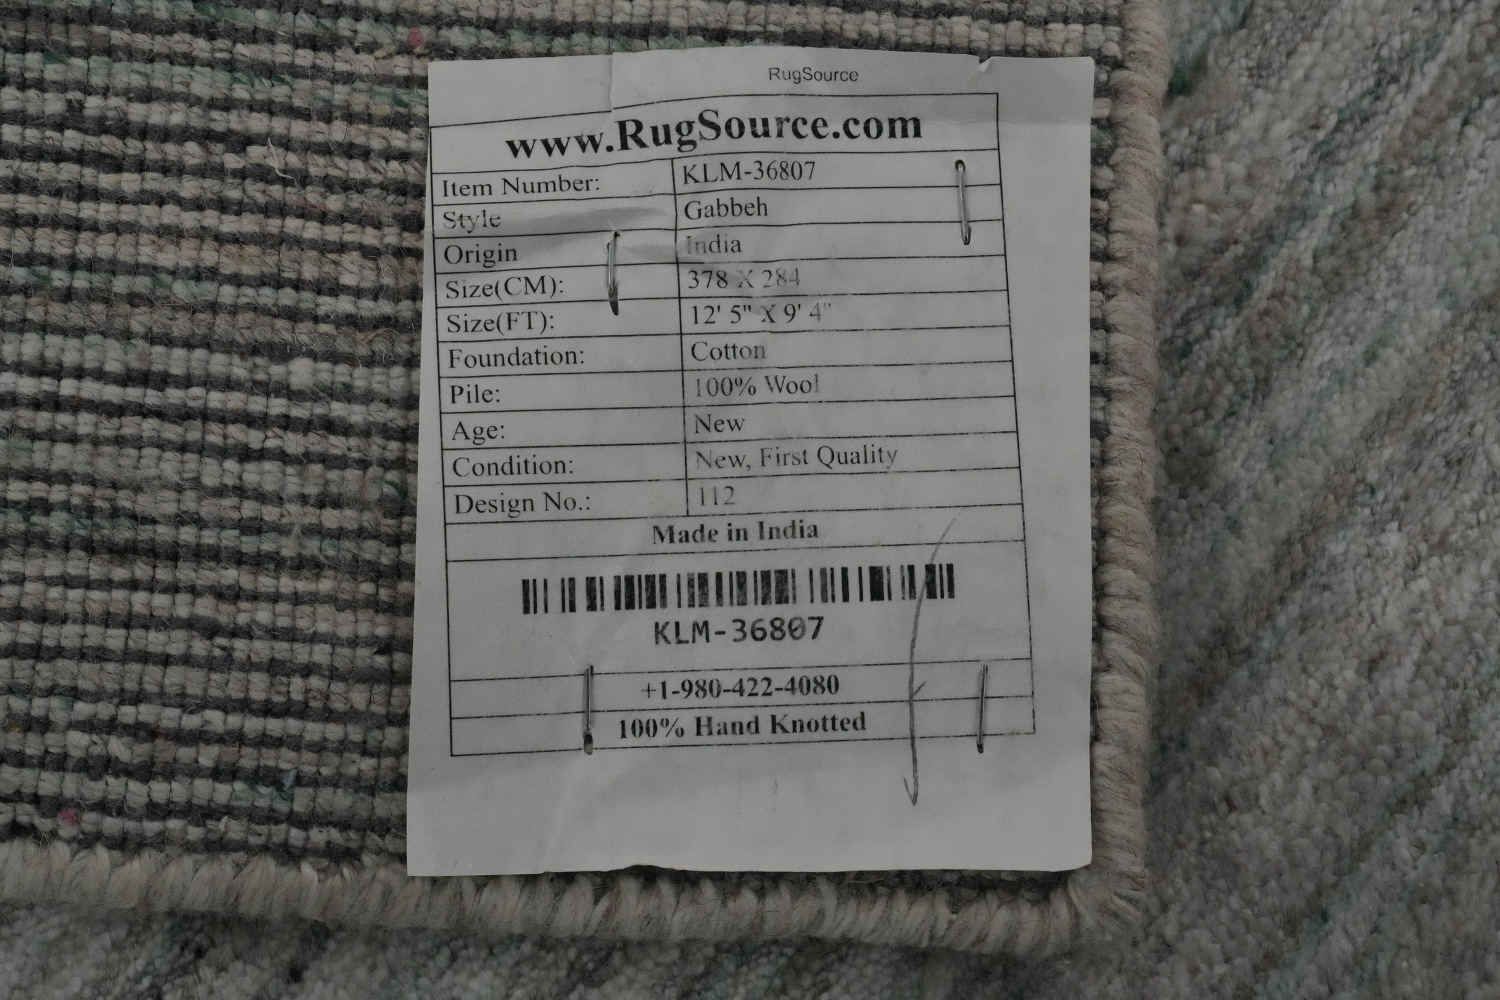 RugSource
www.RugSource.com
Item Number: KLM-36807
Style Gabbeh
Origin India
Size(CM): 378 X 284
Size(FT): 12' 5" X 9' 4"
Foundation: Cotton
Pile: 100% Wool
Age: New
Condition: New, First Quality
Design No.: 112
Made in India
KLM-36807
+1-980-422-4080
100% Hand Knotted